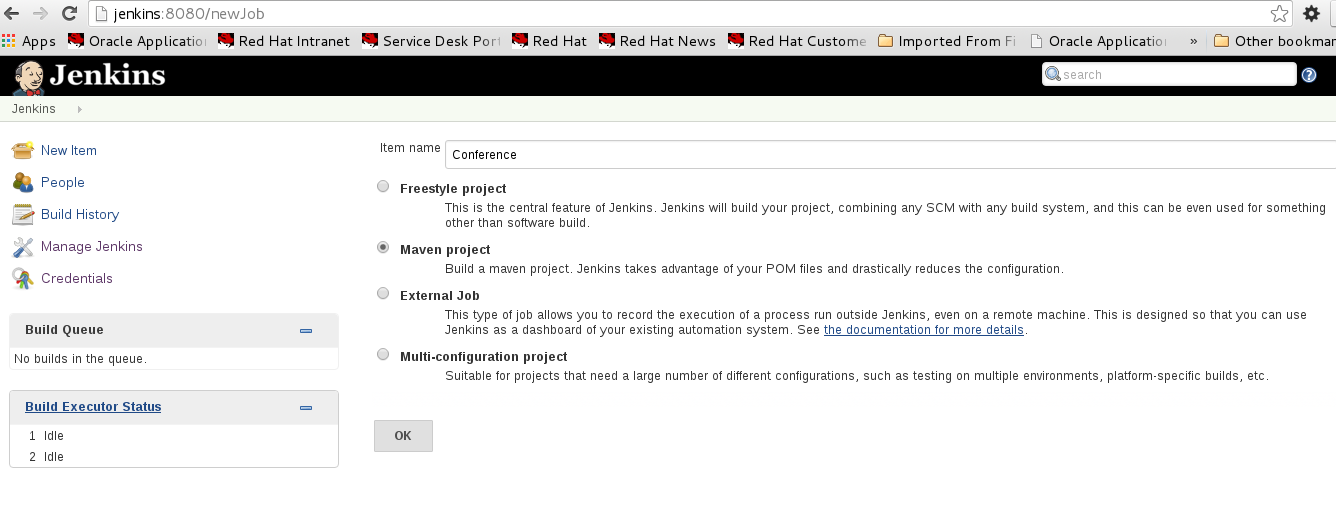 jenkins:8080/newJob
Apps Oracle Application Red Hat Intranet Service Desk Port Red Hat Red Hat News Red Hat Custome Imported From Fi Oracle Application » Other bookmar
Jenkins
search
Jenkins
New Item
People
Build History
Manage Jenkins
Credentials
Build Queue
No builds in the queue.
Build Executor Status
1 Idle
2 Idle
Item name Conference
Freestyle project
This is the central feature of Jenkins. Jenkins will build your project, combining any SCM with any build system, and this can be even used for something
other than software build.
Maven project
Build a maven project. Jenkins takes advantage of your POM files and drastically reduces the configuration.
External Job
This type of job allows you to record the execution of a process run outside Jenkins, even on a remote machine. This is designed so that you can use
Jenkins as a dashboard of your existing automation system. See the documentation for more details.
Multi-configuration project
Suitable for projects that need a large number of different configurations, such as testing on multiple environments, platform-specific builds, etc.
OK